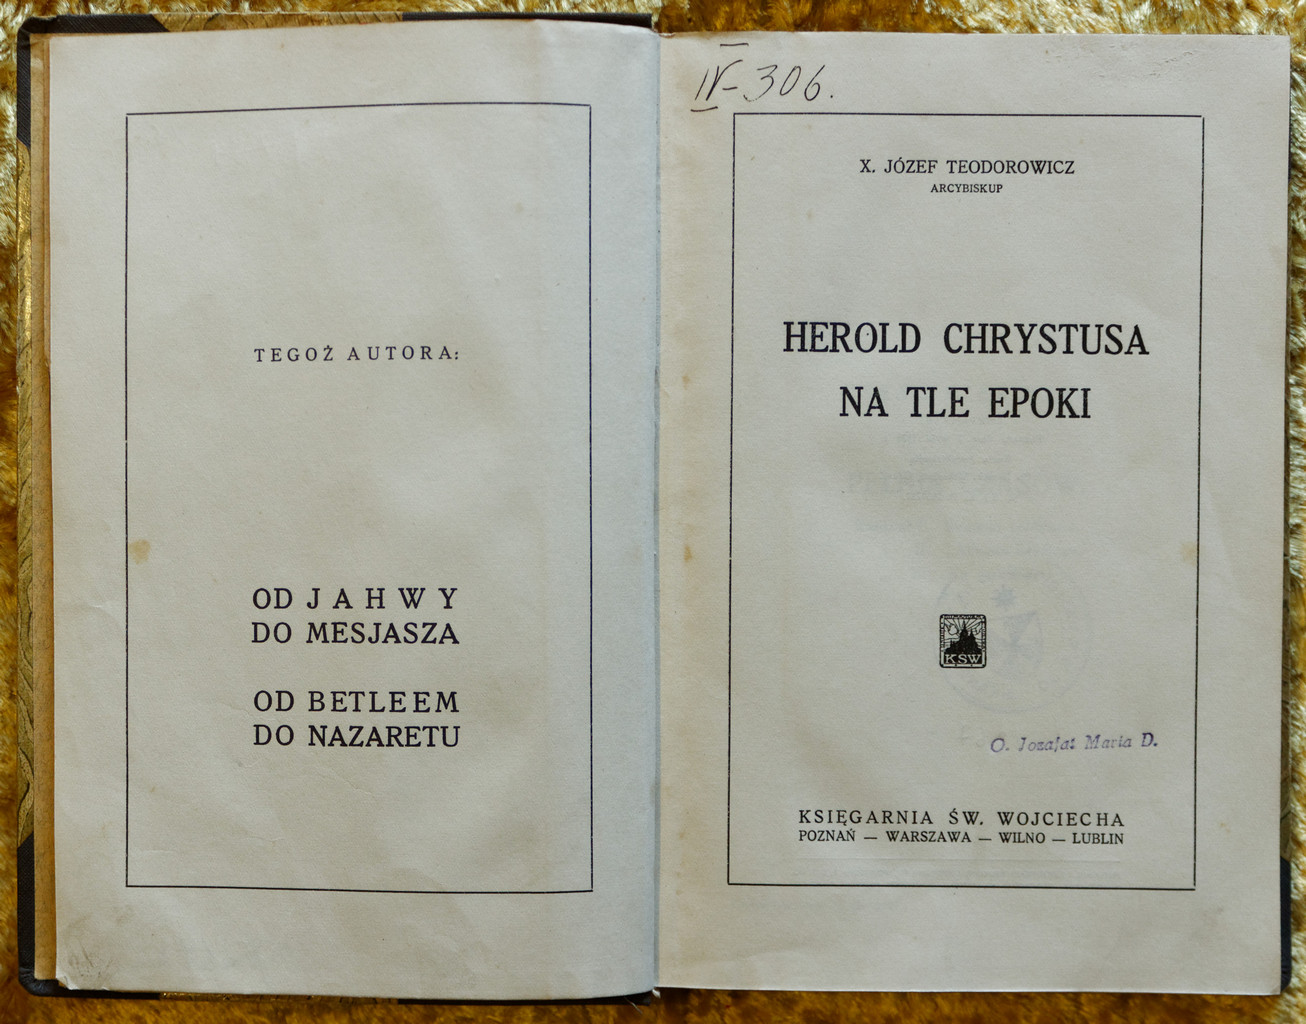 TEGOŻ AUTORA:
OD JAHWY
DO MESJASZA
OD BETLEEM
DO NAZARETU
IV-306.
X. JÓZEF TEODOROWICZ
ARCYBISKUP
HEROLD CHRYSTUSA
NA TLE EPOKI
KSW
O. Jozafat Maria D.
KSIĘGARNIA ŚW. WOJCIECHA
POZNAŃ — WARSZAWA — WILNO — LUBLIN